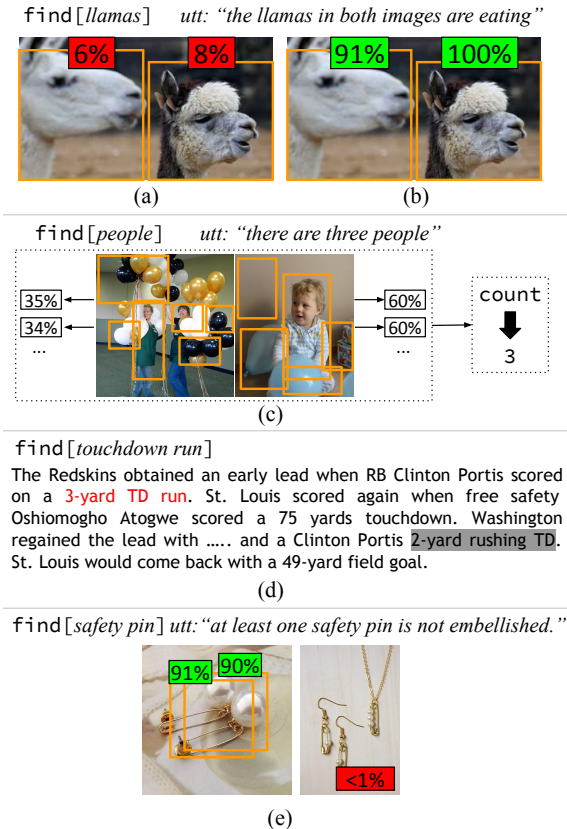 find[llamas] utt: “the llamas in both images are eating”
6% 8% 91% 100%
(a) (b)
find[people] utt: “there are three people”
35% 60% count
34% 60%
... ... 3
(c)
find[touchdown run]
The Redskins obtained an early lead when RB Clinton Portis scored
on a 3-yard TD run. St. Louis scored again when free safety
Oshiomogho Atogwe scored a 75 yards touchdown. Washington
regained the lead with ….. and a Clinton Portis 2-yard rushing TD.
St. Louis would come back with a 49-yard field goal.
(d)
find[safety pin] utt:“at least one safety pin is not embellished.”
91% 90%
<1%
(e)